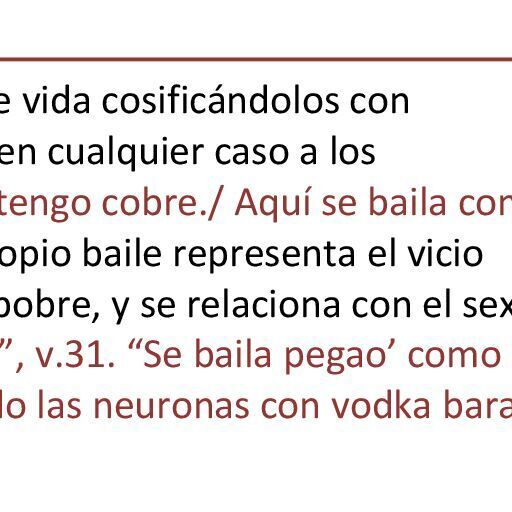 e vida cosificándolos con
en cualquier caso a los
tengo cobre./ Aquí se baila con
opio baile representa el vicio
pobre, y se relaciona con el sex
”, v.31. “Se baila pegao’ como
do las neuronas con vodka bara